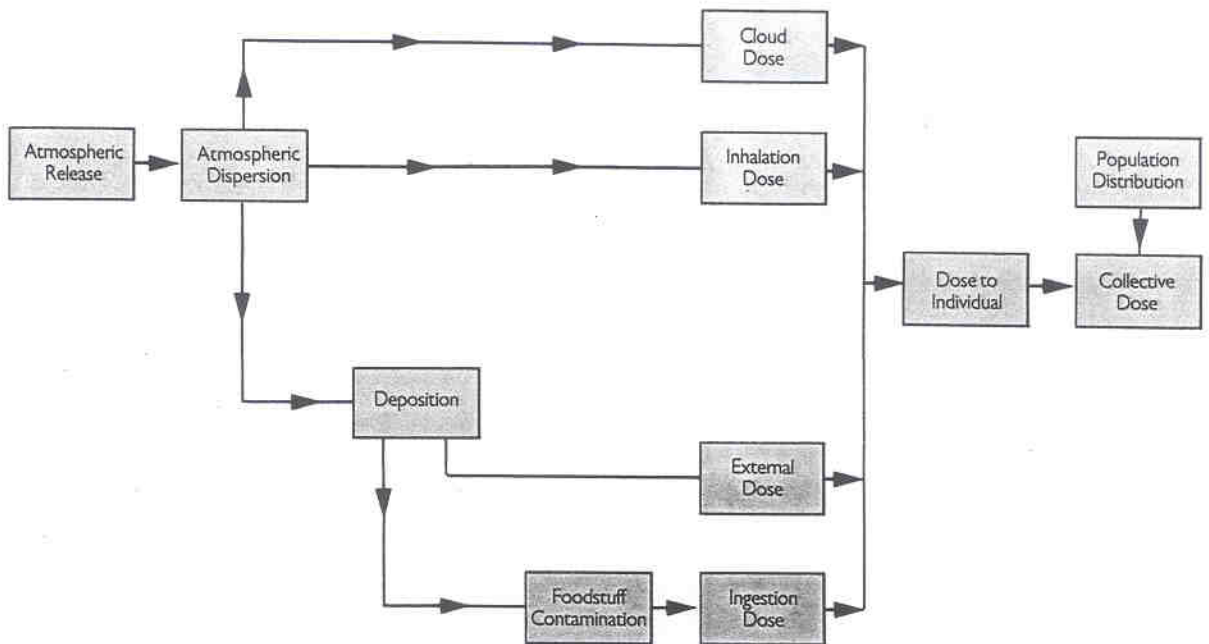 Cloud
Dose
Atmospheric
Release
Atmospheric
Dispersion
Inhalation
Dose
Population
Distribution
Dose to
Individual
Collective
Dose
Deposition
External
Dose
Foodstuff
Contamination
Ingestion
Dose